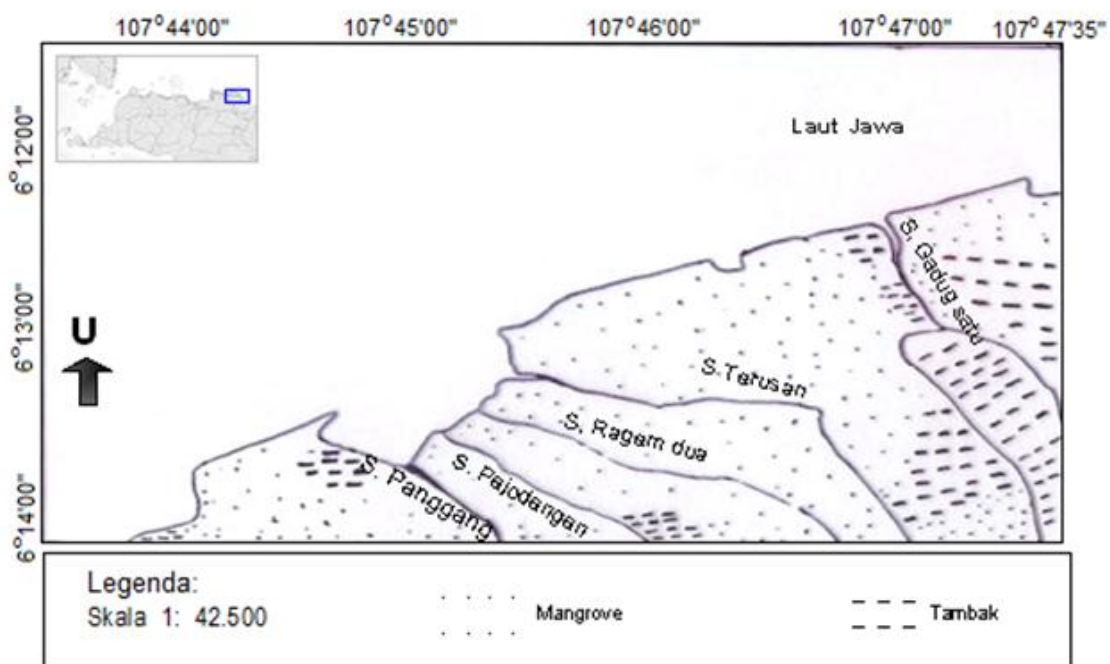 107°44'00" 107°45'00" 107°46'00" 107°47'00" 107°47'35"
6°12'00"
6°13'00"
6°14'00"
Laut Jawa
U
S. Gadug satu
S.Terusan
S. Ragam dua
S. Pajodangan
S. Panggang
Legenda:
Skala 1: 42.500
Mangrove
Tambak